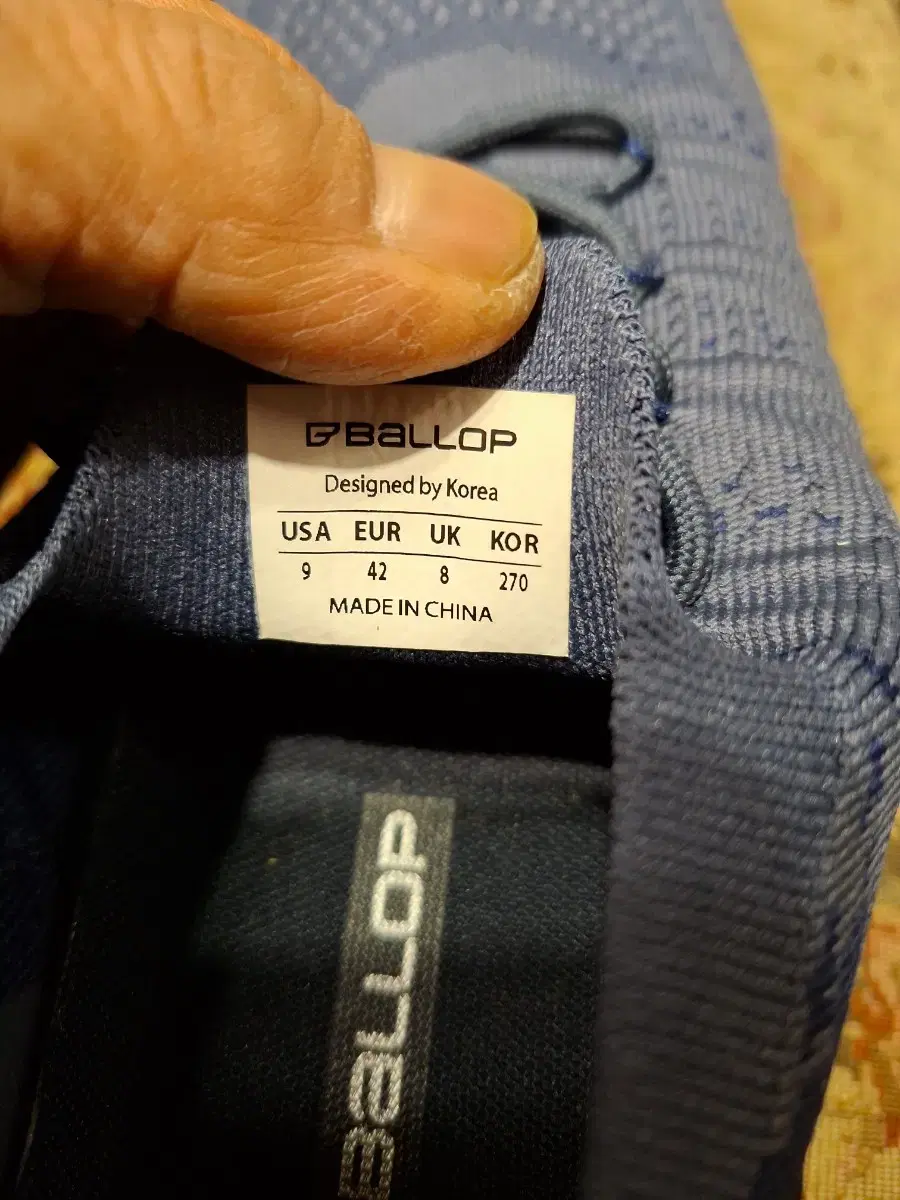 BaLLOP
Designed by Korea
USA EUR UK KOR
9 42 8 270
MADE IN CHINA
BaLLOP